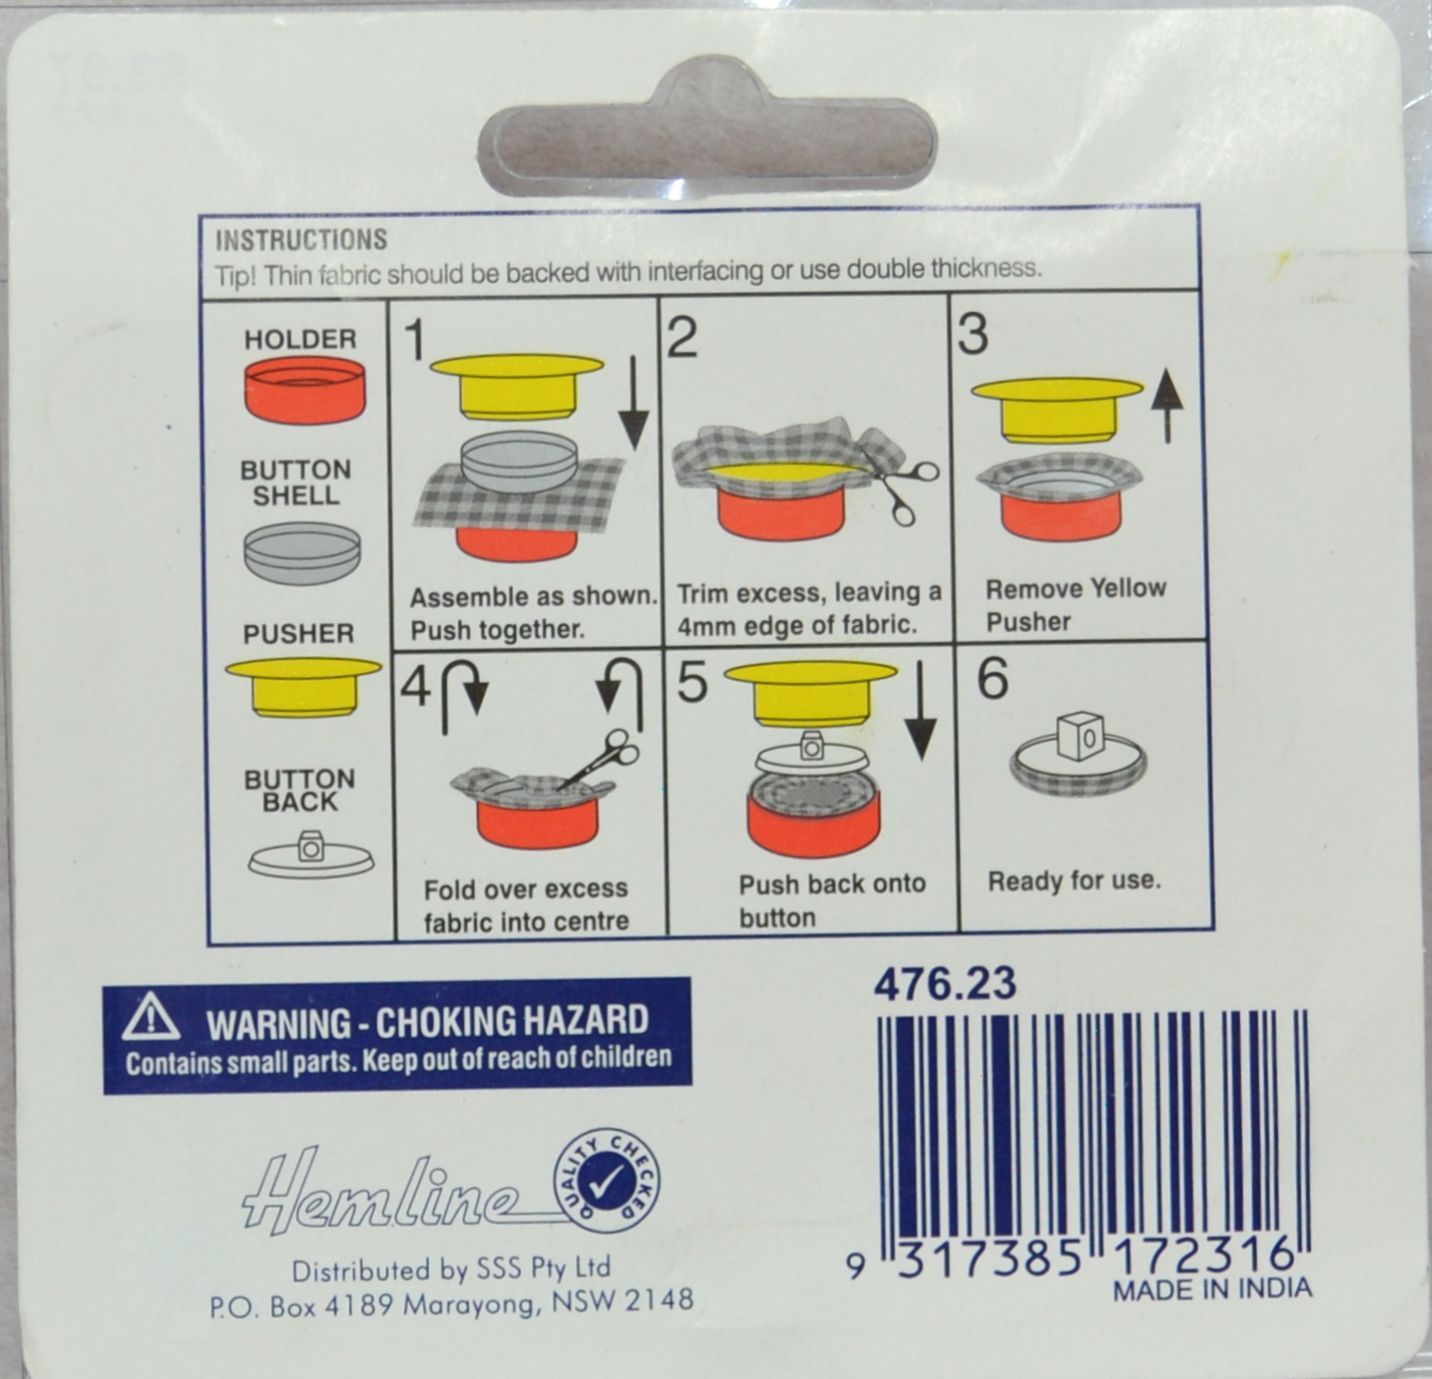 INSTRUCTIONS
Tip! Thin fabric should be backed with interfacing or use double thickness.
HOLDER
BUTTON
SHELL
PUSHER
BUTTON
BACK
1
Assemble as shown.
Push together.
2
Trim excess, leaving a
4mm edge of fabric.
3
Remove Yellow
Pusher
4
Fold over excess
fabric into centre
5
Push back onto
button
6
Ready for use.
WARNING - CHOKING HAZARD
Contains small parts. Keep out of reach of children
Hemline
QUALITY CHECKED
Distributed by SSS Pty Ltd
P.O. Box 4189 Marayong, NSW 2148
476.23
9 317385 172316
MADE IN INDIA